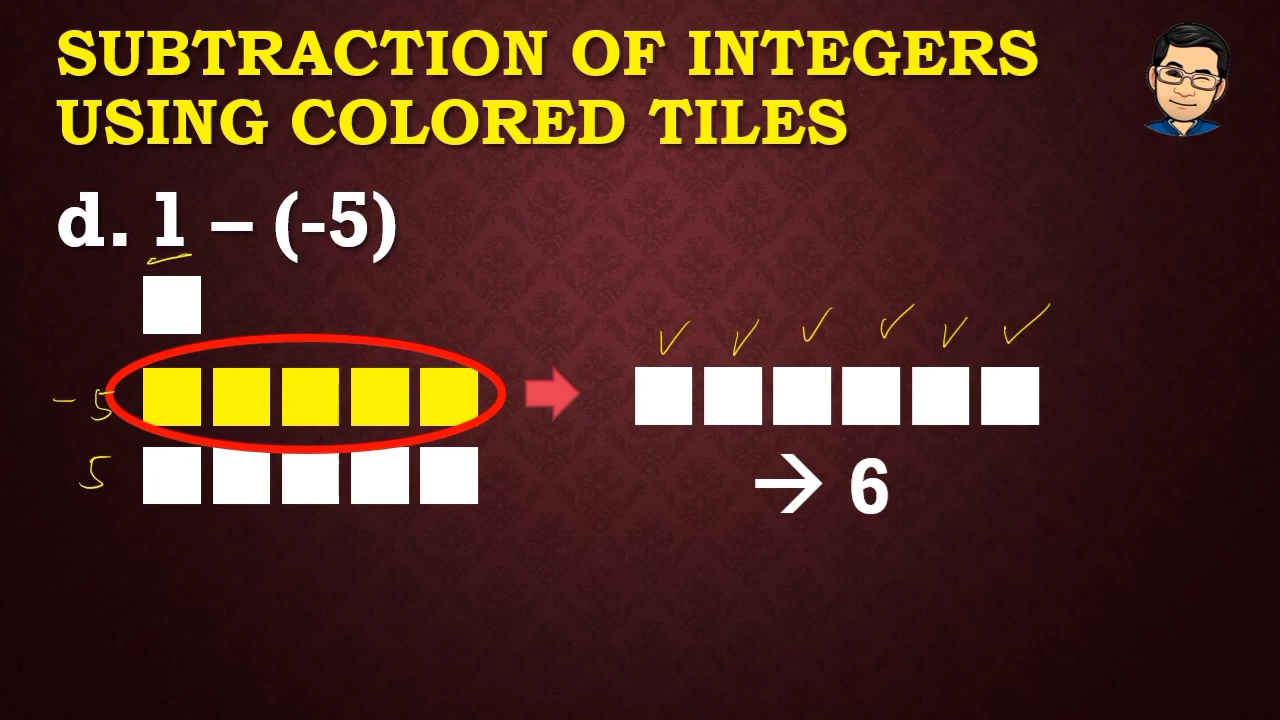 SUBTRACTION OF INTEGERS
USING COLORED TILES
d. 1 – (-5)
- 5
5
→ 6